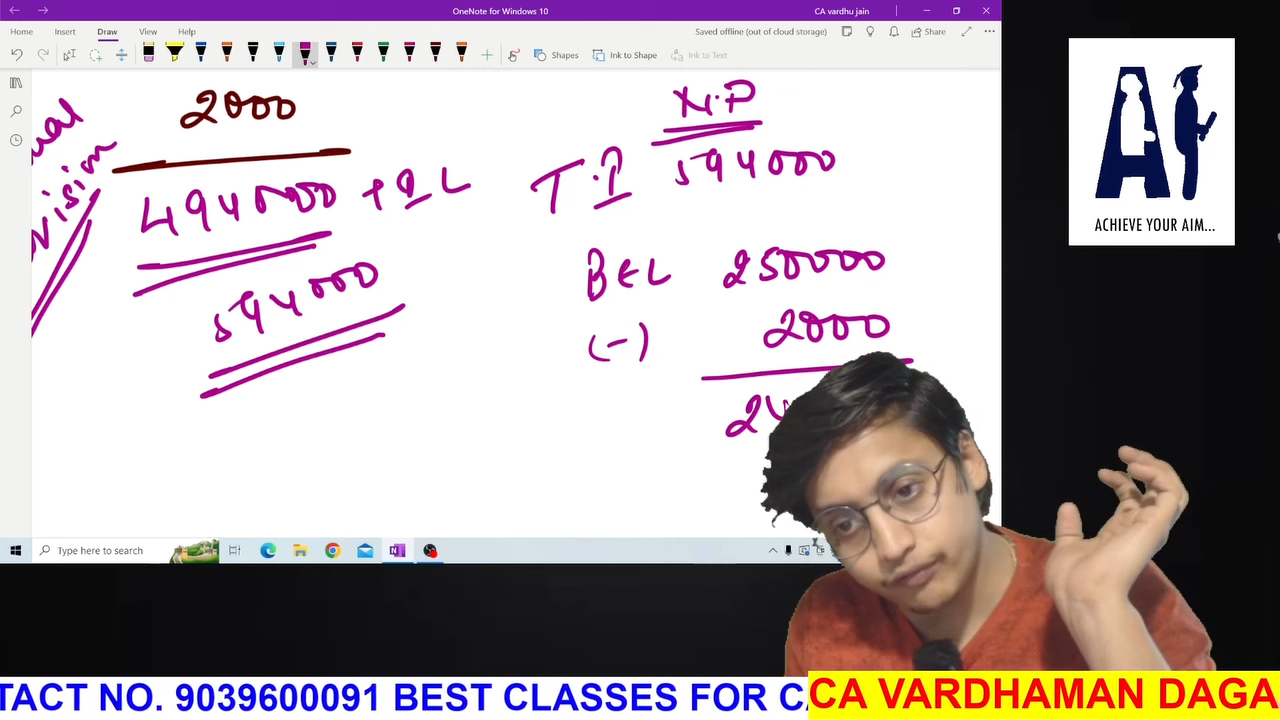 OneNote for Windows 10
CA vardhu jain
Home Insert Draw View Help
Saved offline (out of cloud storage)
Share
Shapes
Ink to Shape
Ink to Text
2000
494000 + 2L
594000
N.P
T.I 594000
BEL 250000
(-) 2000
ACHIEVE YOUR AIM...
Type here to search
TACT NO. 9039600091 BEST CLASSES FOR CA
CA VARDHAMAN DAGA